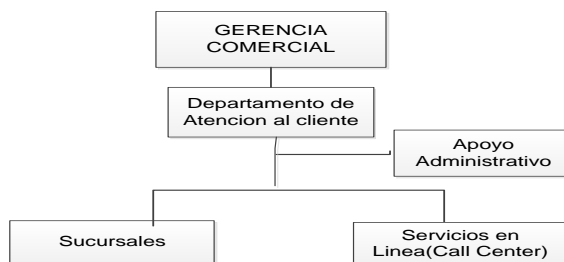 GERENCIA
COMERCIAL
Departamento de
Atencion al cliente
Apoyo
Administrativo
Sucursales
Servicios en
Linea(Call Center)